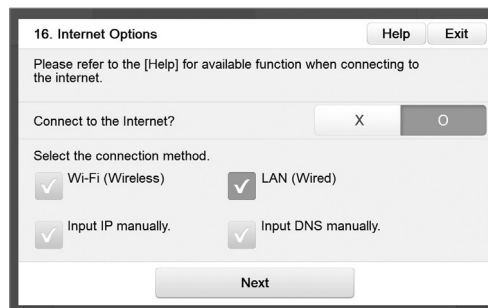 16. Internet Options
Help
Exit
Please refer to the [Help] for available function when connecting to
the internet.
Connect to the Internet?
X
O
Select the connection method.
Wi-Fi (Wireless)
LAN (Wired)
Input IP manually.
Input DNS manually.
Next